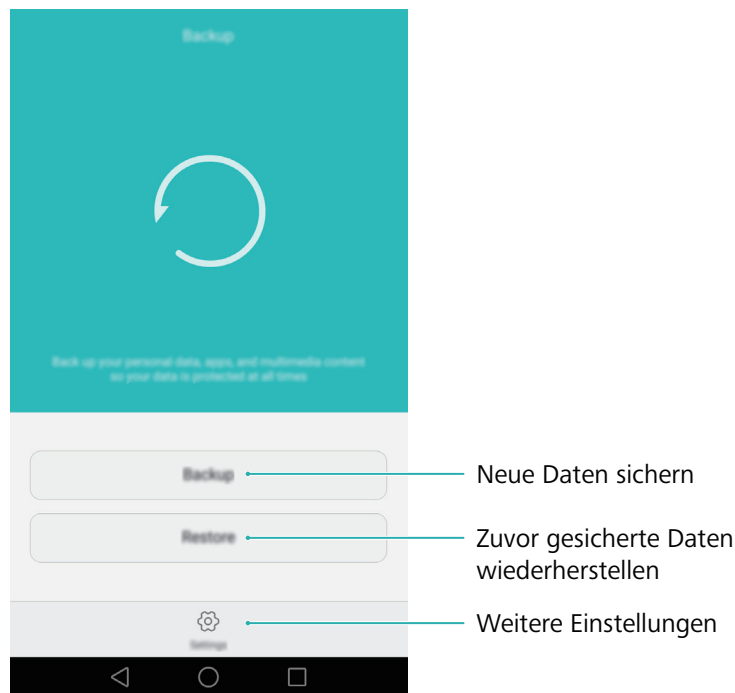 Backup
Back up your personal data, apps, and multimedia content
so your data is protected at all times
Backup
Neue Daten sichern
Restore
Zuvor gesicherte Daten
wiederherstellen
Settings
Weitere Einstellungen